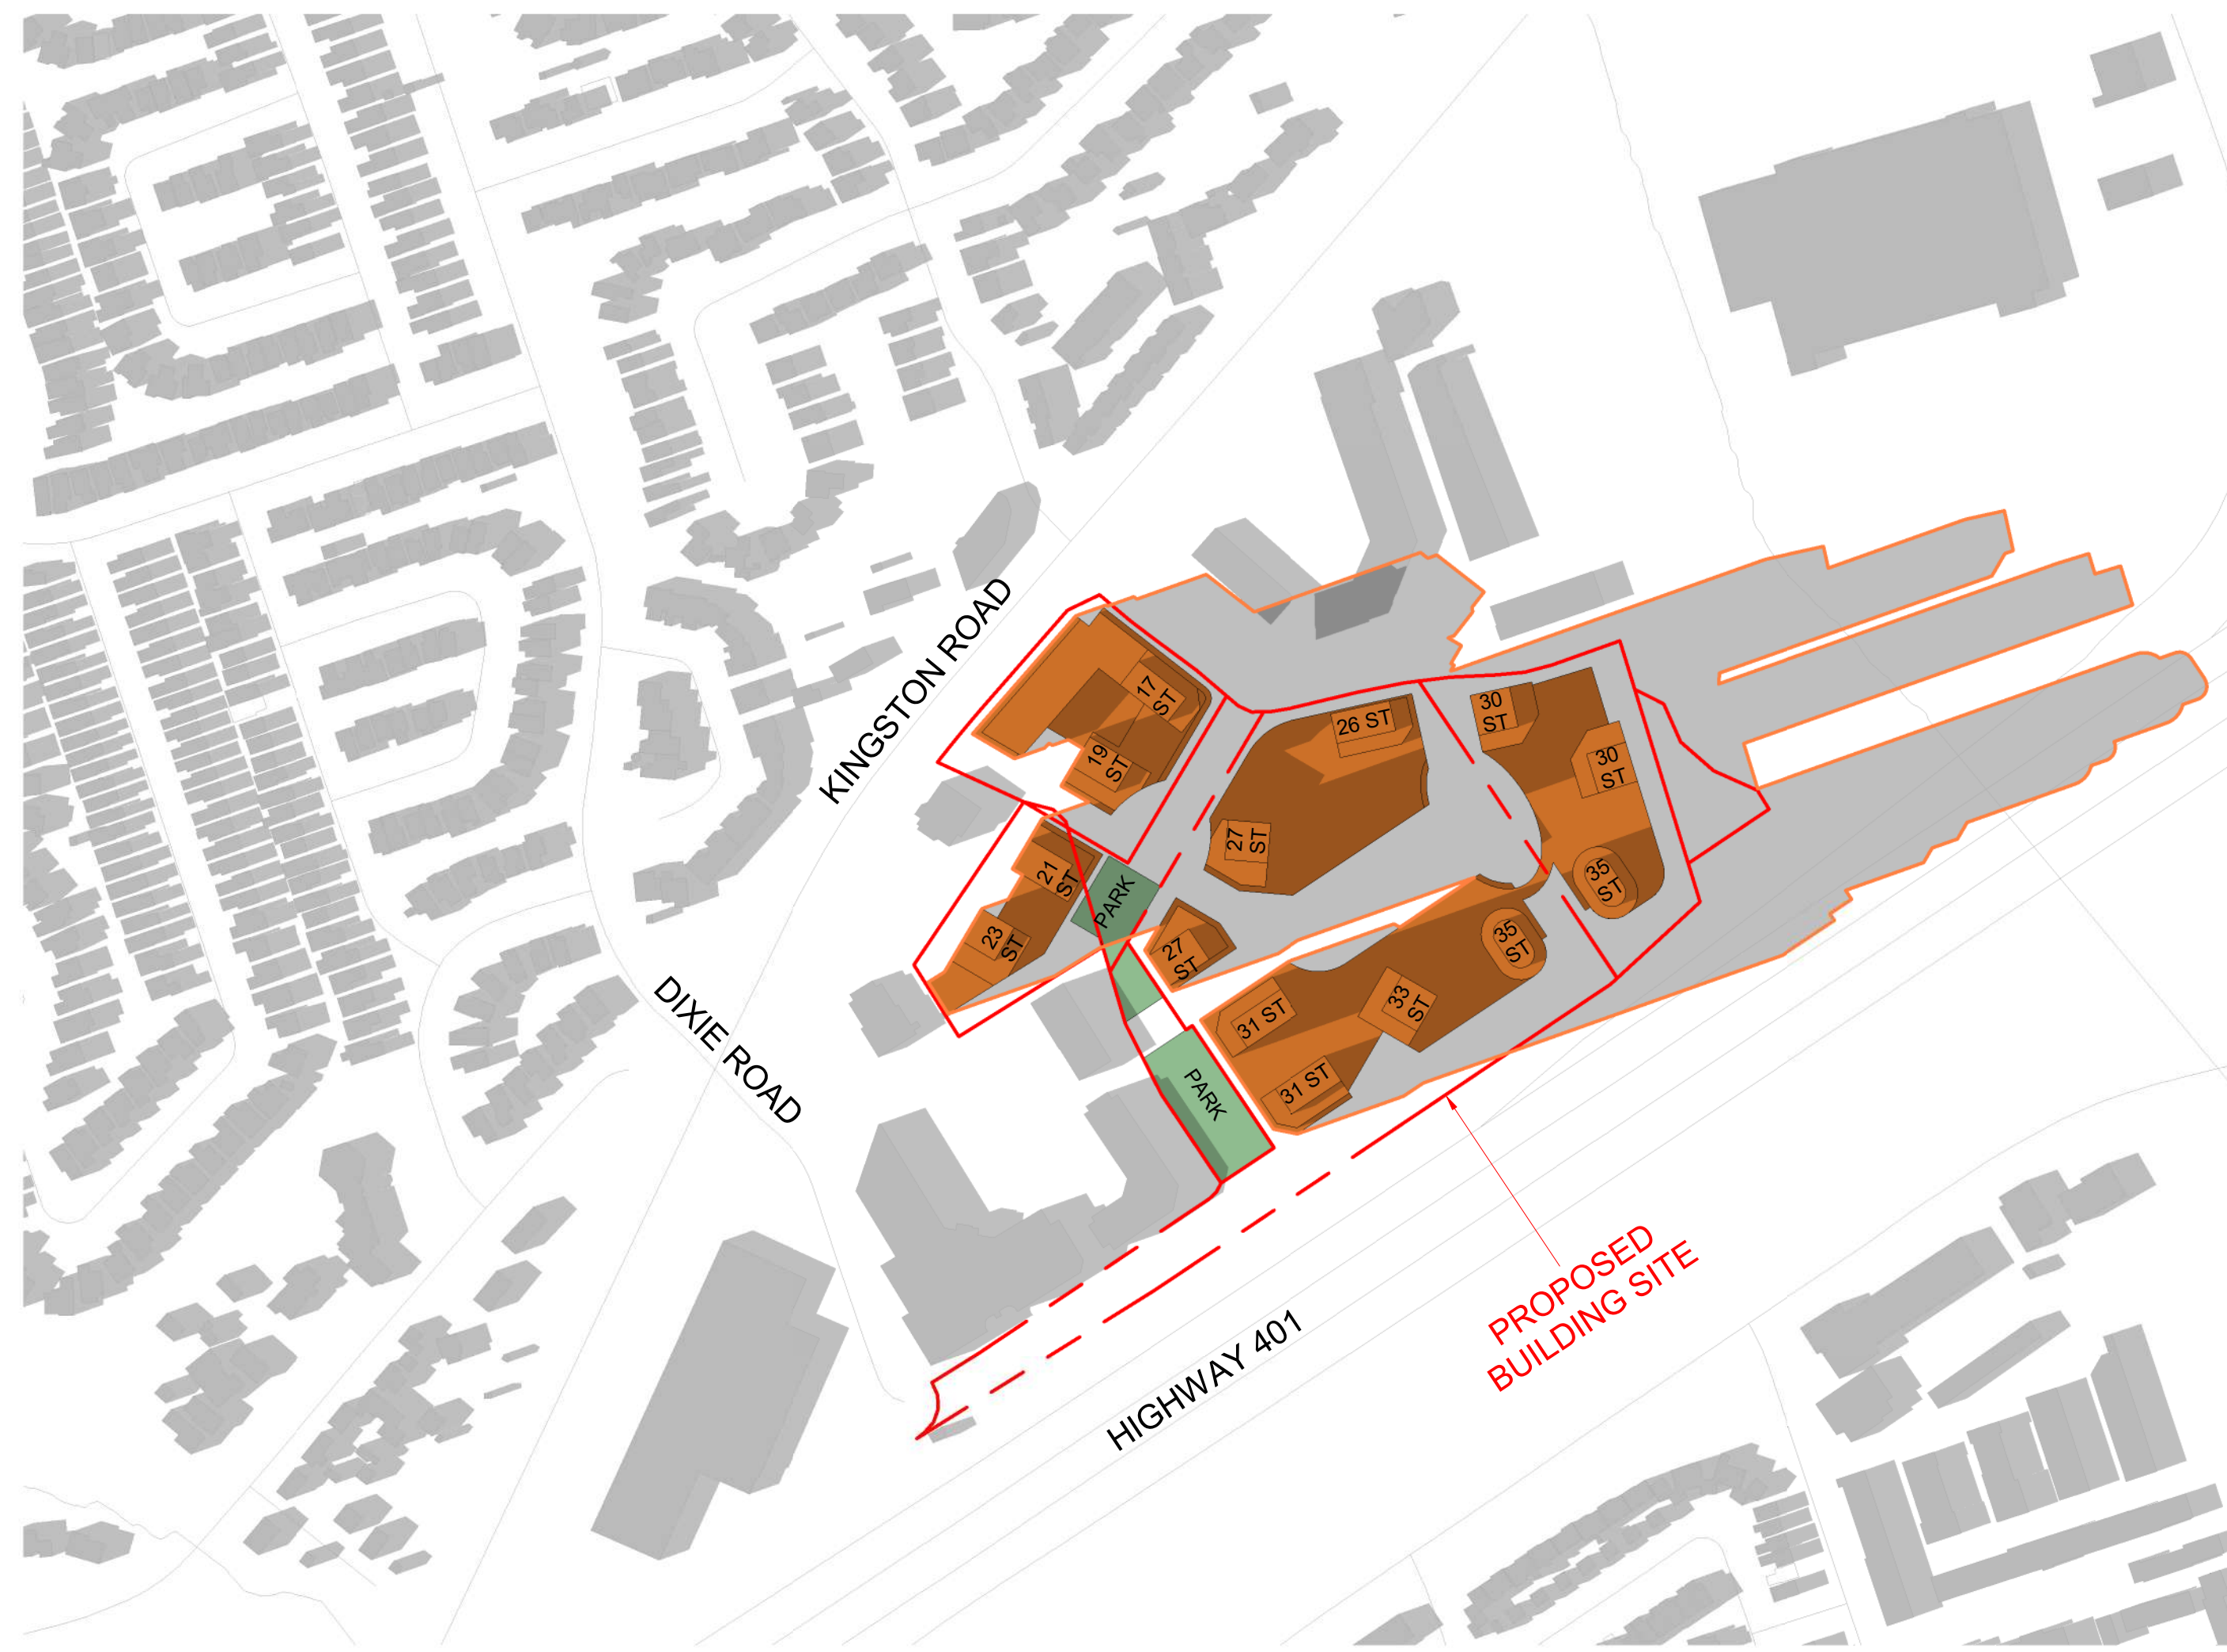 KINGSTON ROAD
17
ST
19
ST
26 ST
30
ST
30
ST
27
ST
21
ST
PARK
35
ST
23
ST
27
ST
35
ST
31 ST
33
ST
31 ST
PARK
DIXIE ROAD
HIGHWAY 401
PROPOSED
BUILDING SITE